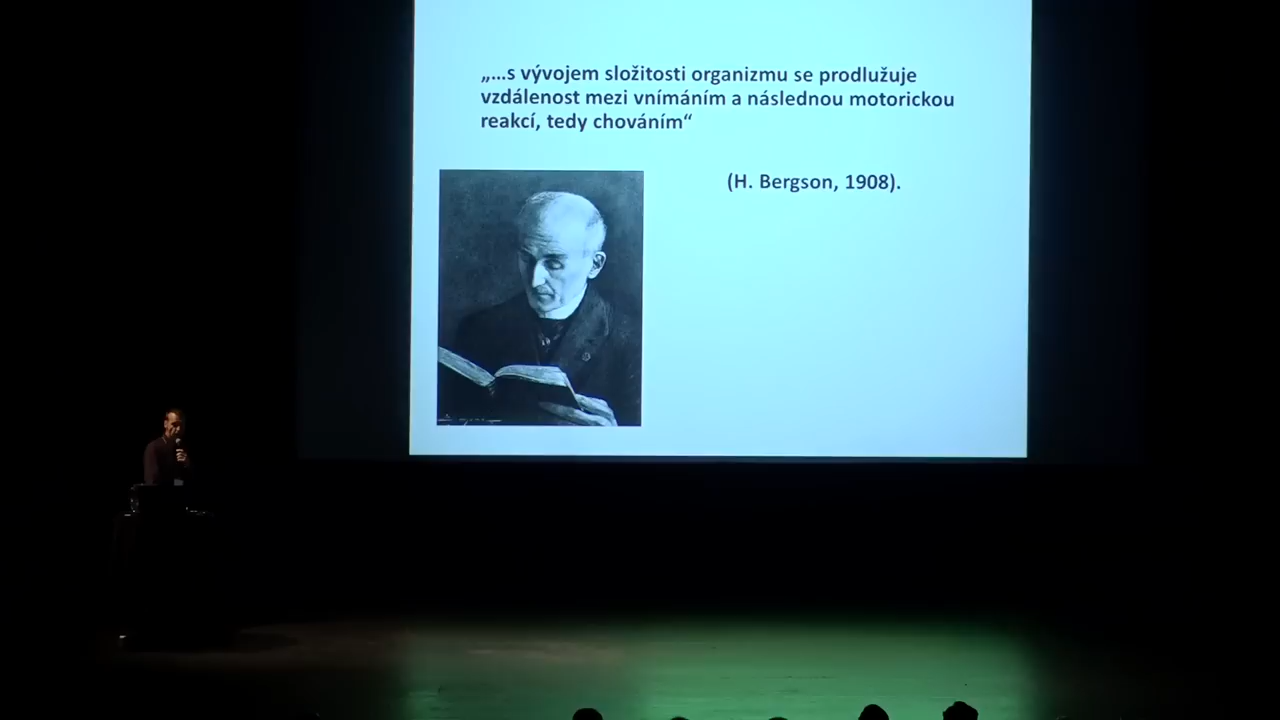 „...s vývojem složitosti organizmu se prodlužuje
vzdálenost mezi vnímáním a následnou motorickou
reakcí, tedy chováním“
(H. Bergson, 1908).